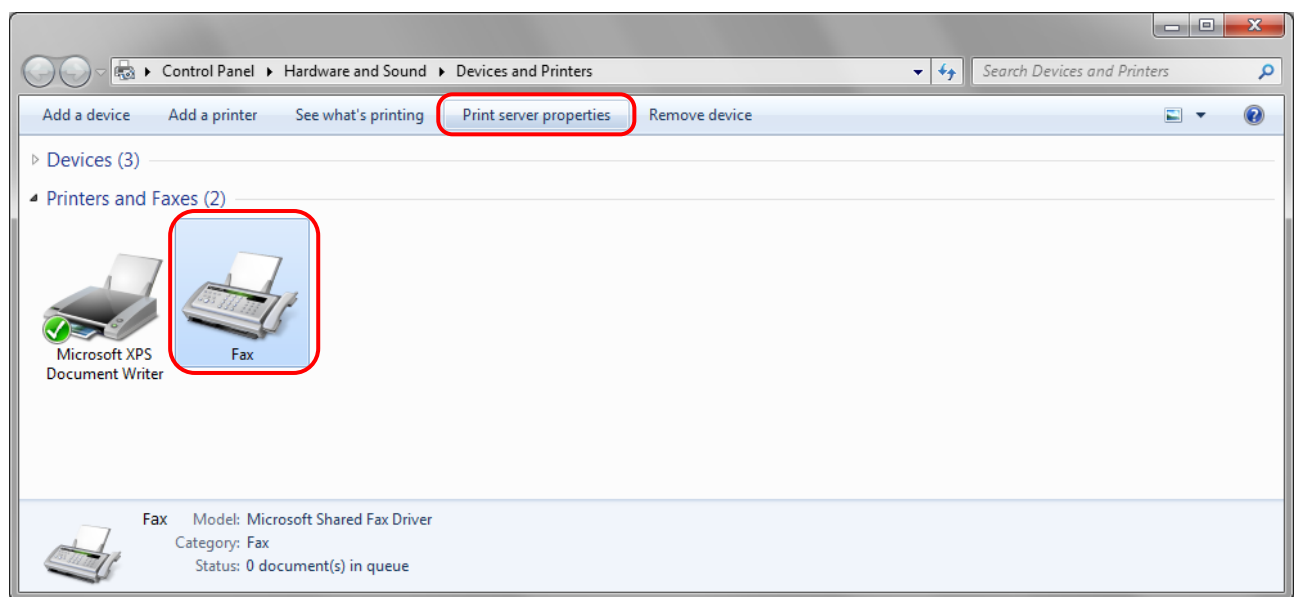 Control Panel ▸ Hardware and Sound ▸ Devices and Printers
Search Devices and Printers
Add a device Add a printer See what's printing Print server properties Remove device
Devices (3)
Printers and Faxes (2)
Microsoft XPS
Document Writer
Fax
Fax Model: Microsoft Shared Fax Driver
Category: Fax
Status: 0 document(s) in queue